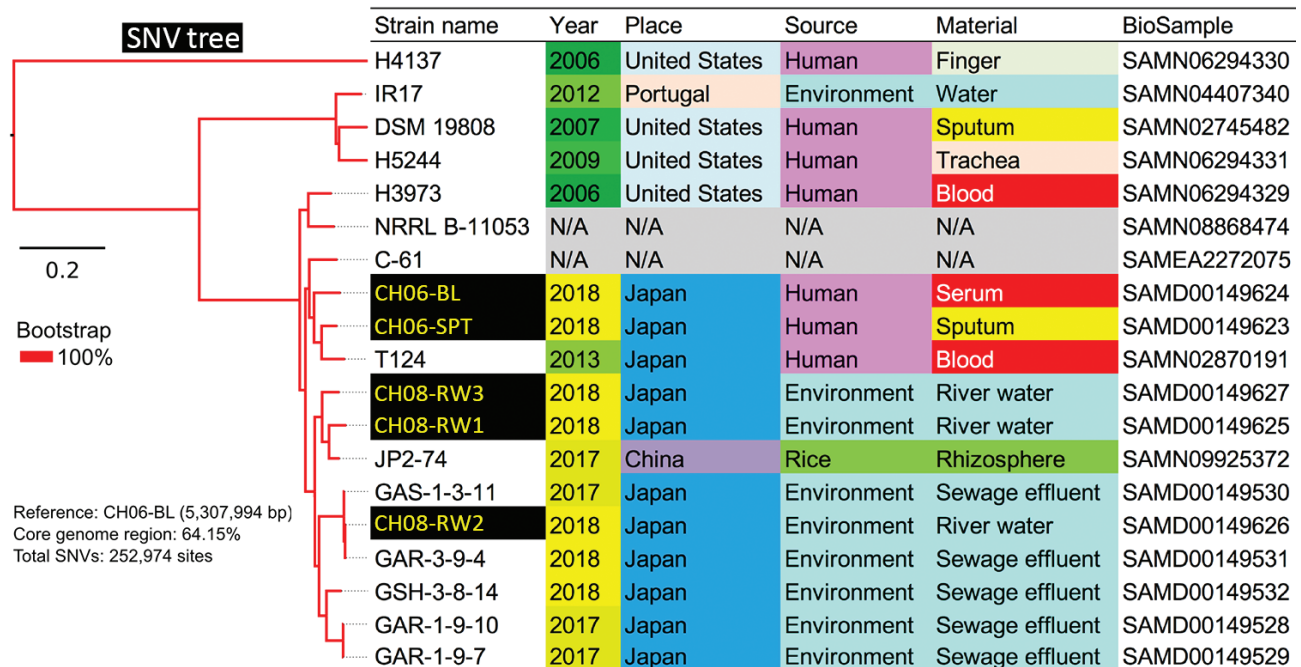 SNV tree
Strain name Year Place Source Material BioSample
H4137 2006 United States Human Finger SAMN06294330
IR17 2012 Portugal Environment Water SAMN04407340
DSM 19808 2007 United States Human Sputum SAMN02745482
H5244 2009 United States Human Trachea SAMN06294331
H3973 2006 United States Human Blood SAMN06294329
NRRL B-11053 N/A N/A N/A N/A SAMN08868474
C-61 N/A N/A N/A N/A SAMEA2272075
CH06-BL 2018 Japan Human Serum SAMD00149624
CH06-SPT 2018 Japan Human Sputum SAMD00149623
T124 2013 Japan Human Blood SAMN02870191
CH08-RW3 2018 Japan Environment River water SAMD00149627
CH08-RW1 2018 Japan Environment River water SAMD00149625
JP2-74 2017 China Rice Rhizosphere SAMN09925372
GAS-1-3-11 2017 Japan Environment Sewage effluent SAMD00149530
CH08-RW2 2018 Japan Environment River water SAMD00149626
GAR-3-9-4 2018 Japan Environment Sewage effluent SAMD00149531
GSH-3-8-14 2018 Japan Environment Sewage effluent SAMD00149532
GAR-1-9-10 2017 Japan Environment Sewage effluent SAMD00149528
GAR-1-9-7 2017 Japan Environment Sewage effluent SAMD00149529
0.2
Bootstrap
100%
Reference: CH06-BL (5,307,994 bp)
Core genome region: 64.15%
Total SNVs: 252,974 sites